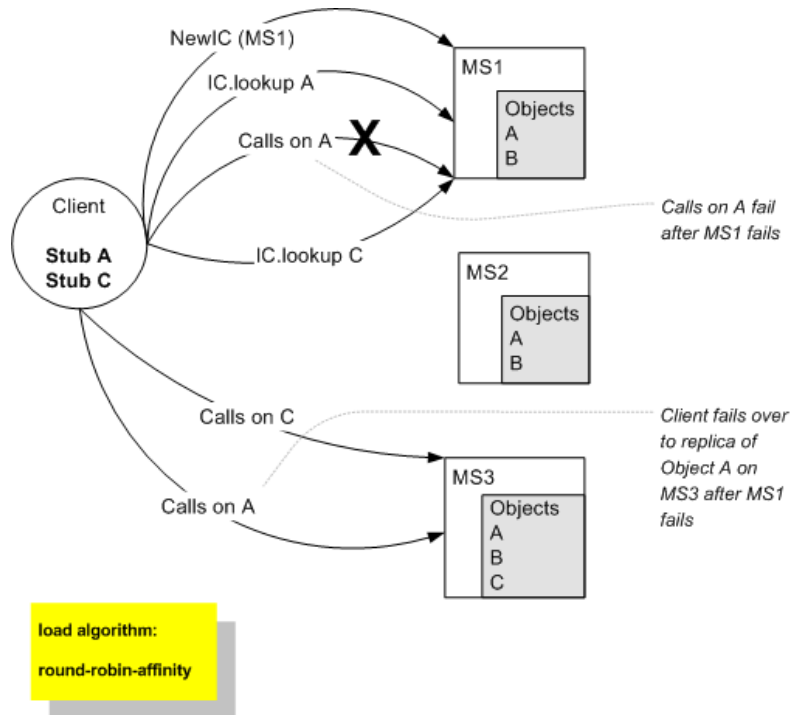 NewIC (MS1)
IC.lookup A
Calls on A
X
IC.lookup C
Client
Stub A
Stub C
MS1
Objects
A
B
Calls on A fail
after MS1 fails
MS2
Objects
A
B
Calls on C
Calls on A
MS3
Objects
A
B
C
Client fails over
to replica of
Object A on
MS3 after MS1
fails
load algorithm:
round-robin-affinity